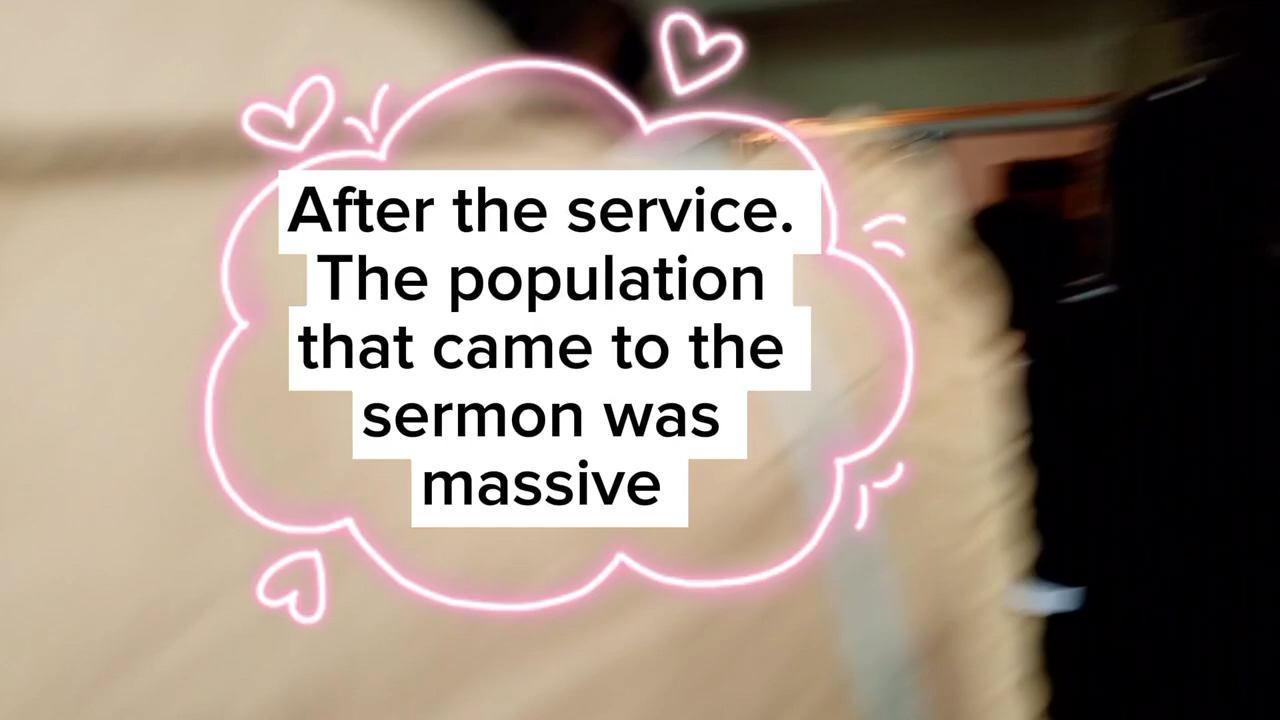 After the service.
The population
that came to the
sermon was
massive